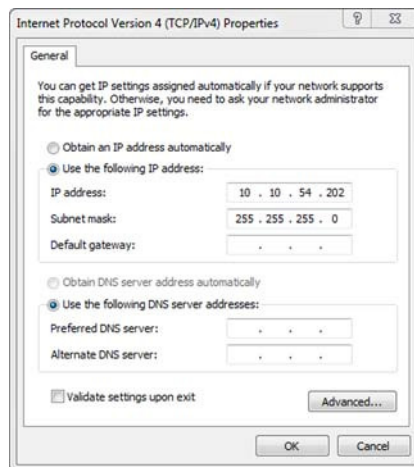 Internet Protocol Version 4 (TCP/IPv4) Properties
General
You can get IP settings assigned automatically if your network supports
this capability. Otherwise, you need to ask your network administrator
for the appropriate IP settings.
Obtain an IP address automatically
Use the following IP address:
IP address: 10 . 10 . 54 . 202
Subnet mask: 255 . 255 . 255 . 0
Default gateway: . . .
Obtain DNS server address automatically
Use the following DNS server addresses:
Preferred DNS server: . . .
Alternate DNS server: . . .
Validate settings upon exit
Advanced...
OK Cancel